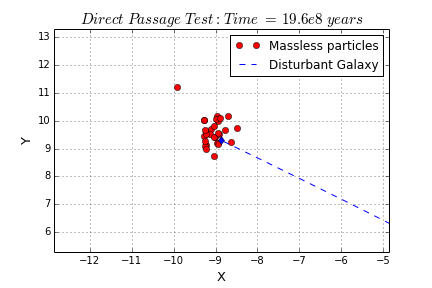 Direct Passage Test: Time = 19.6e8 years
Massless particles
Disturbant Galaxy
13
12
11
10
9
8
7
6
Y
−12 −11 −10 −9 −8 −7 −6 −5
X